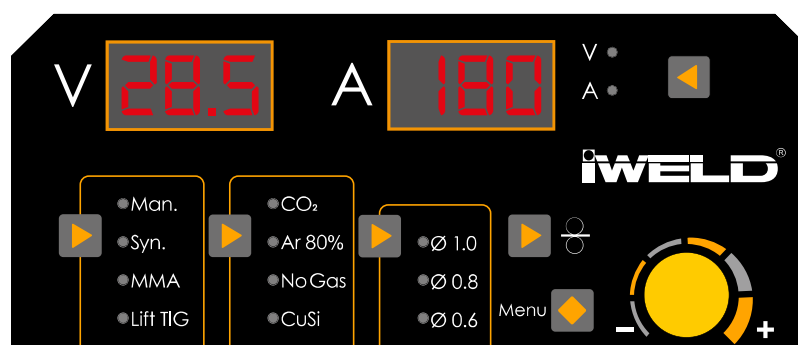 V 28.5 A 180
V
A
iWELD®
Man.
Syn.
MMA
Lift TIG
CO₂
Ar 80%
No Gas
CuSi
Ø 1.0
Ø 0.8
Ø 0.6
Menu
− +